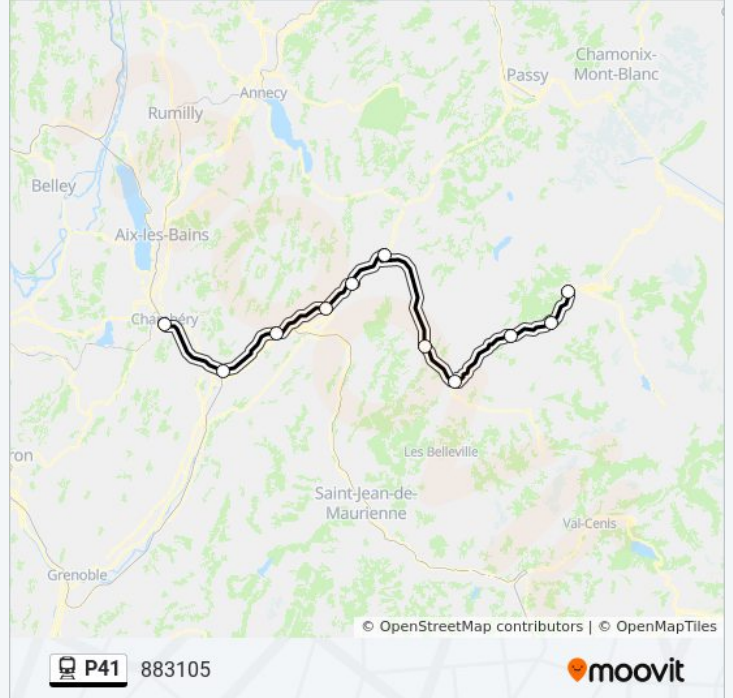 Chamonix-
Mont-Blanc
Passy
Annecy
Rumilly
Belley
Aix-les-Bains
Chambéry
Les Belleville
ron
Saint-Jean-de-
Maurienne
Val-Cenis
Grenoble
© OpenStreetMap contributors | © OpenMapTiles
P41 883105
moovit